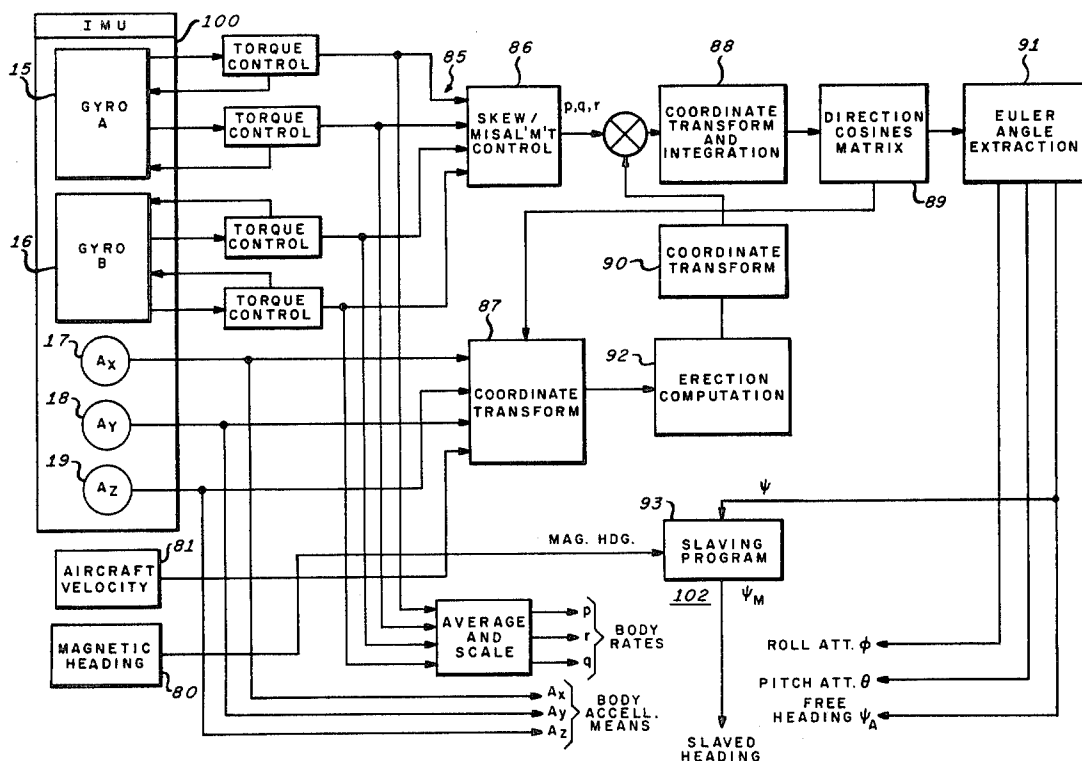 IMU
100
TORQUE
CONTROL
15
GYRO
A
TORQUE
CONTROL
85
86
SKEW/
MISAL'M'T
CONTROL
p,q,r
88
COORDINATE
TRANSFORM
AND
INTEGRATION
DIRECTION
COSINES
MATRIX
89
91
EULER
ANGLE
EXTRACTION
16
GYRO
B
TORQUE
CONTROL
TORQUE
CONTROL
90
COORDINATE
TRANSFORM
87
COORDINATE
TRANSFORM
92
ERECTION
COMPUTATION
17
AX
18
AY
19
AZ
81
AIRCRAFT
VELOCITY
MAGNETIC
HEADING
80
MAG. HDG.
93
ψ
SLAVING
PROGRAM
102
ψM
AVERAGE
AND
SCALE
p
r
q
BODY
RATES
Ax
Ay
Az
BODY
ACCELL.
MEANS
SLAVED
HEADING
ROLL ATT. ϕ
PITCH ATT. θ
FREE
HEADING ψA